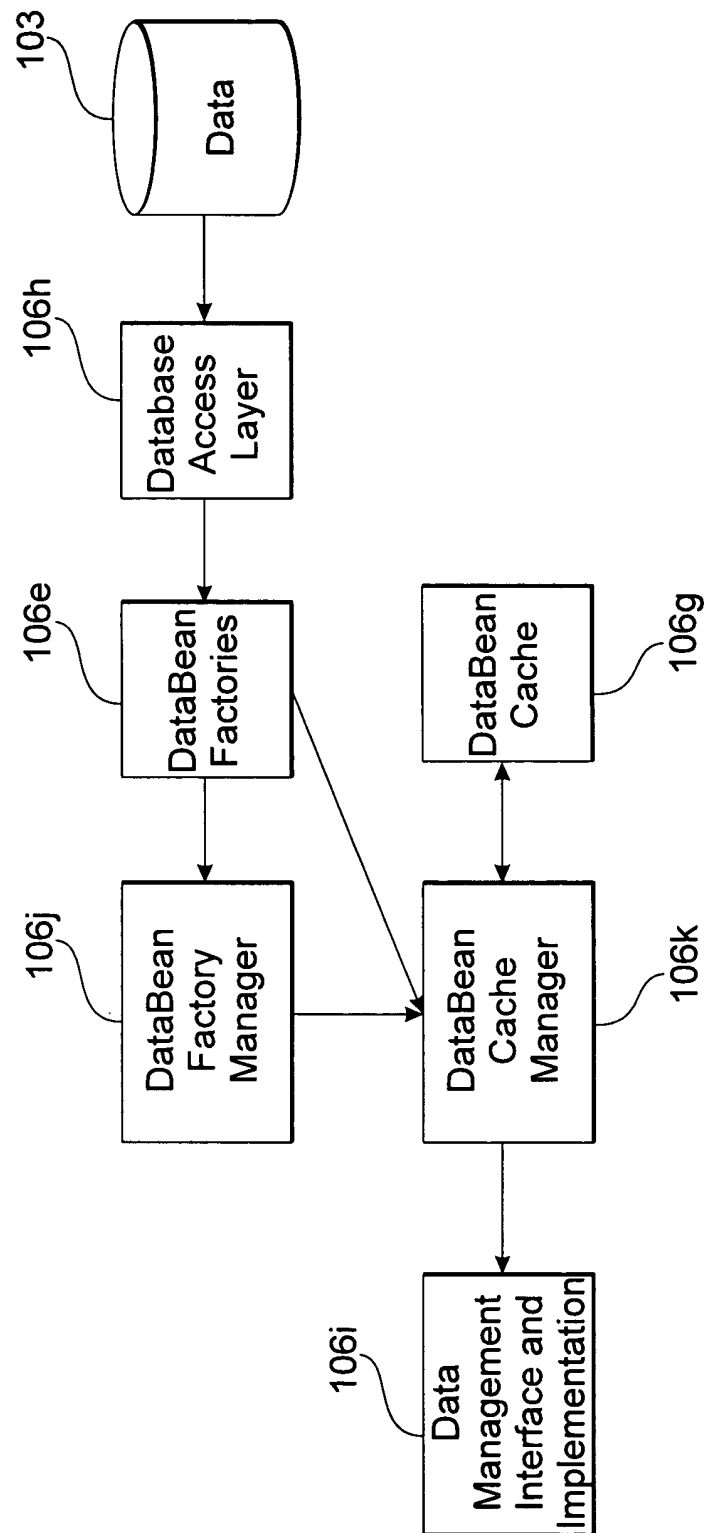 106i
Data
Management
Interface and
Implementation
106j
DataBean
Factory
Manager
106e
DataBean
Factories
106h
Database
Access
Layer
103
Data
DataBean
Cache
Manager
106k
DataBean
Cache
106g